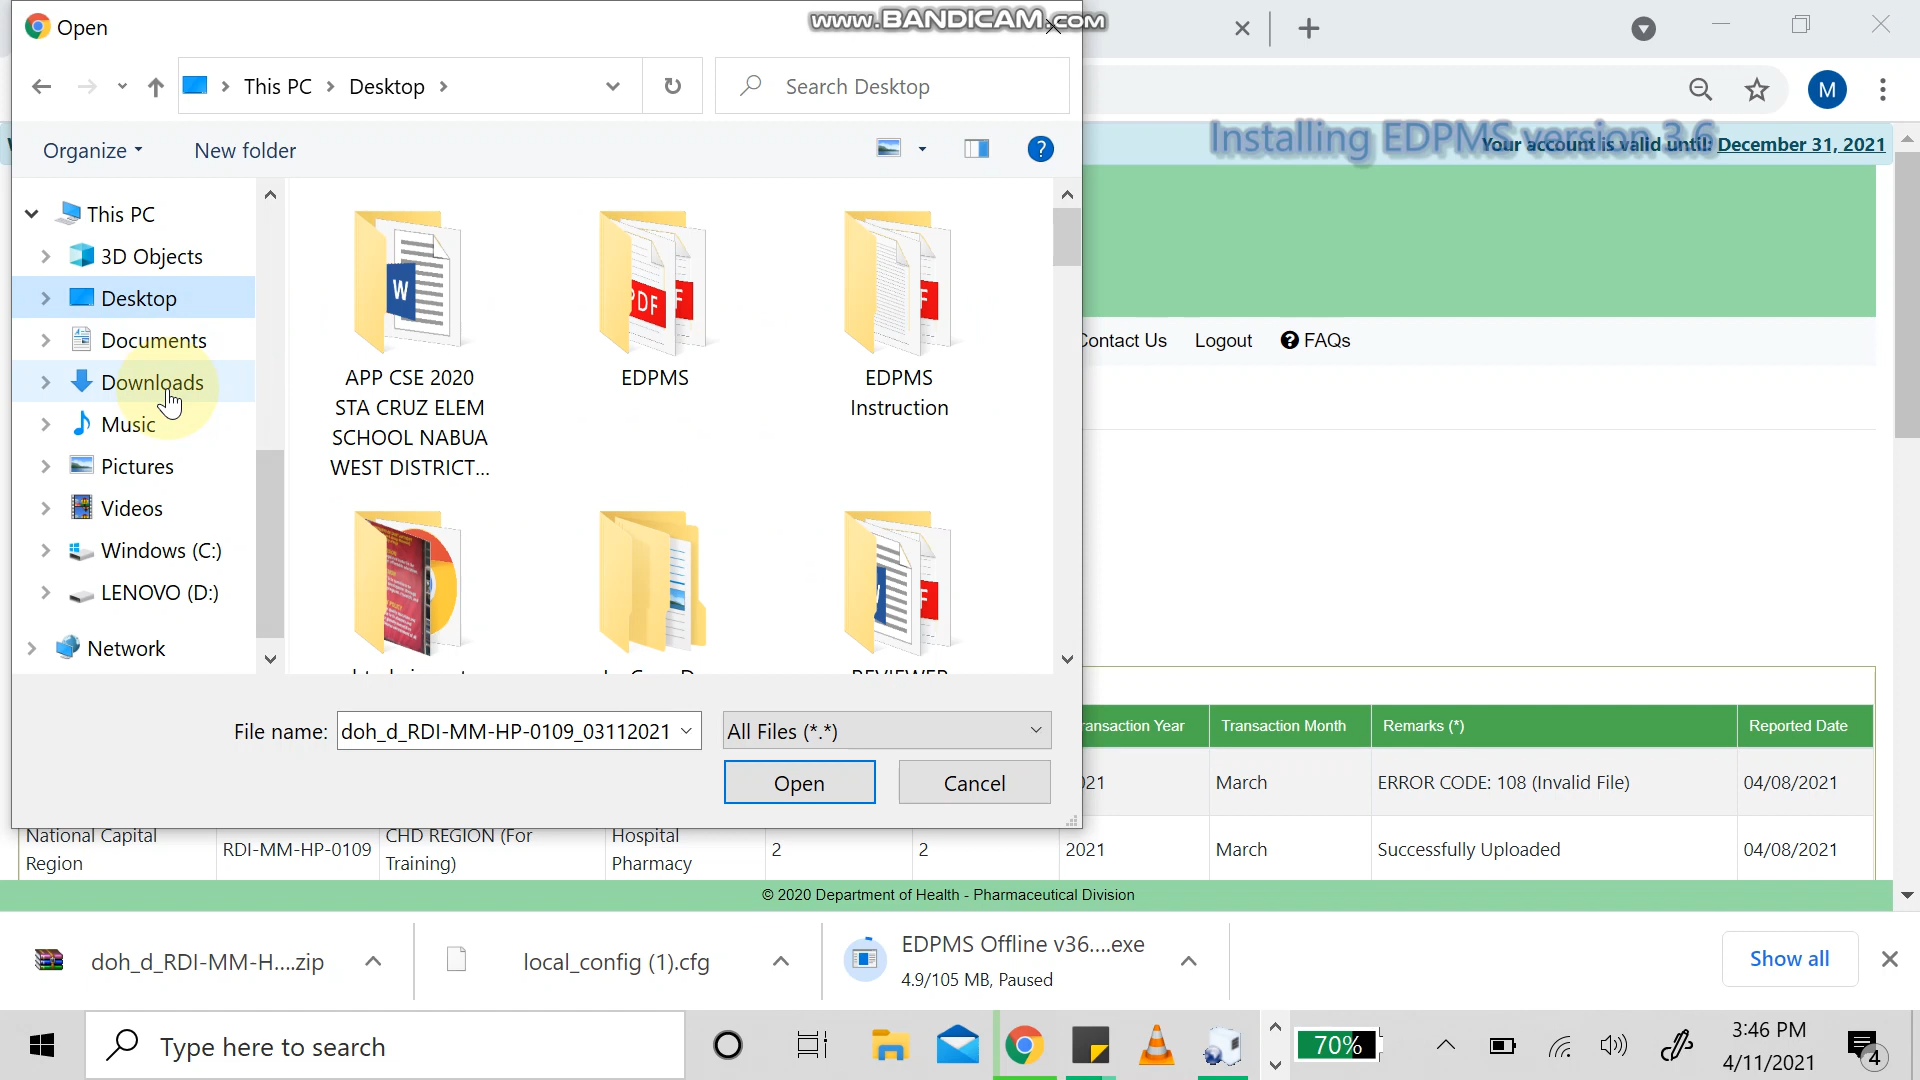 Open
www.BANDICAM.COM
This PC
Desktop
Search Desktop
M
Organize
New folder
Installing EDPMS version 3.6
Your account is valid until: December 31, 2021
This PC
3D Objects
Desktop
Documents
Downloads
Music
Pictures
Videos
Windows (C:)
LENOVO (D:)
Network
W
PDF
APP CSE 2020
STA CRUZ ELEM
SCHOOL NABUA
WEST DISTRICT...
EDPMS
EDPMS
Instruction
REVIEWER
Contact Us
Logout
FAQs
File name:
doh_d_RDI-MM-HP-0109_03112021
All Files (*.*)
Open
Cancel
Transaction Year
Transaction Month
Remarks (*)
Reported Date
March
ERROR CODE: 108 (Invalid File)
04/08/2021
National Capital
Region
RDI-MM-HP-0109
CHD REGION (For
Training)
Hospital
Pharmacy
2
2
2021
March
Successfully Uploaded
04/08/2021
© 2020 Department of Health - Pharmaceutical Division
doh_d_RDI-MM-H....zip
local_config (1).cfg
EDPMS Offline v36....exe
4.9/105 MB, Paused
Show all
Type here to search
70%
3:46 PM
4/11/2021
4